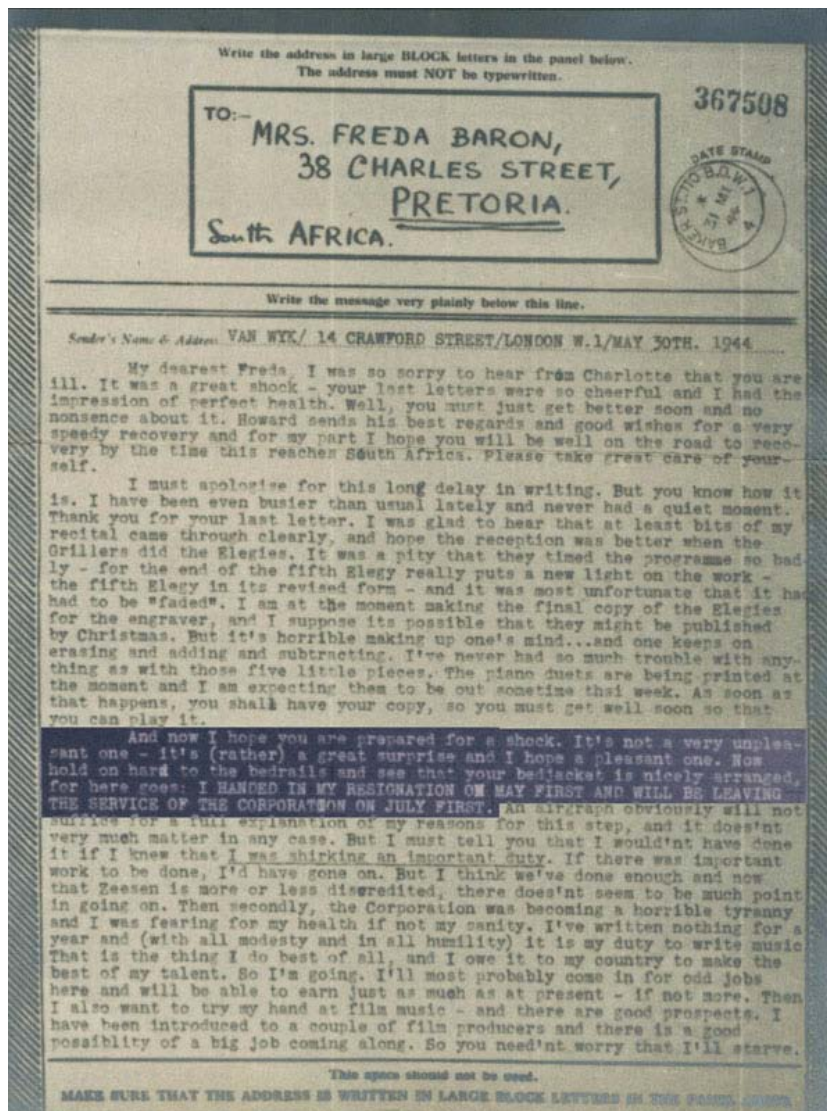 Write the address in large BLOCK letters in the panel below.
The address must NOT be typewritten.
367508
TO:-
MRS. FREDA BARON,
38 CHARLES STREET,
PRETORIA.
South AFRICA.
DATE STAMP
BAKER ST. 110 B.O.W.1
31 MY
44
4
Write the message very plainly below this line.
Sender's Name & Address VAN WYK/ 14 CRAWFORD STREET/LONDON W.1/MAY 30TH. 1944
My dearest Freda, I was so sorry to hear from Charlotte that you are
ill. It was a great shock - your last letters were so cheerful and I had the
impression of perfect health. Well, you must just get better soon and no
nonsence about it. Howard sends his best regards and good wishes for a very
speedy recovery and for my part I hope you will be well on the road to reco-
very by the time this reaches South Africa. Please take great care of your-
self.
I must apologise for this long delay in writing. But you know how it
is. I have been even busier than usual lately and never had a quiet moment.
Thank you for your last letter. I was glad to hear that at least bits of my
recital came through clearly, and hope the reception was better when the
Grillers did the Elegies. It was a pity that they timed the programme so bad-
ly - for the end of the fifth Elegy really puts a new light on the work -
the fifth Elegy in its revised form - and it was most unfortunate that it had
had to be "faded". I am at the moment making the final copy of the Elegies
for the engraver, and I suppose its possible that they might be published
by Christmas. But it's horrible making up one's mind...and one keeps on
erasing and adding and subtracting. I've never had so much trouble with any-
thing as with those five little pieces. The piano duets are being printed at
the moment and I am expecting them to be out sometime thsi week. As soon as
that happens, you shall have your copy, so you must get well soon so that
you can play it.
And now I hope you are prepared for a shock. It's not a very unplea-
sant one - it's (rather) a great surprise and I hope a pleasant one. Now
hold on hard to the bedrails and see that your bedjacket is nicely arranged,
for here goes: I HANDED IN MY RESIGNATION ON MAY FIRST AND WILL BE LEAVING
THE SERVICE OF THE CORPORATION ON JULY FIRST. An airgraph obviously will not
suffice for a full explanation of my reasons for this step, and it does'nt
very much matter in any case. But I must tell you that I would'nt have done
it if I knew that I was shirking an important duty. If there was important
work to be done, I'd have gone on. But I think we've done enough and now
that Zeesen is more or less discredited, there does'nt seem to be much point
in going on. Then secondly, the Corporation was becoming a horrible tyranny
and I was fearing for my health if not my sanity. I've written nothing for a
year and (with all modesty and in all humility) it is my duty to write music
That is the thing I do best of all, and I owe it to my country to make the
best of my talent. So I'm going. I'll most probably come in for odd jobs
here and will be able to earn just as much as at present - if not more. Then
I also want to try my hand at film music - and there are good prospects. I
have been introduced to a couple of film producers and there is a good
possiblity of a big job coming along. So you need'nt worry that I'll starve.
This space should not be used.
MAKE SURE THAT THE ADDRESS IS WRITTEN IN LARGE BLOCK LETTERS IN THE PANEL ABOVE